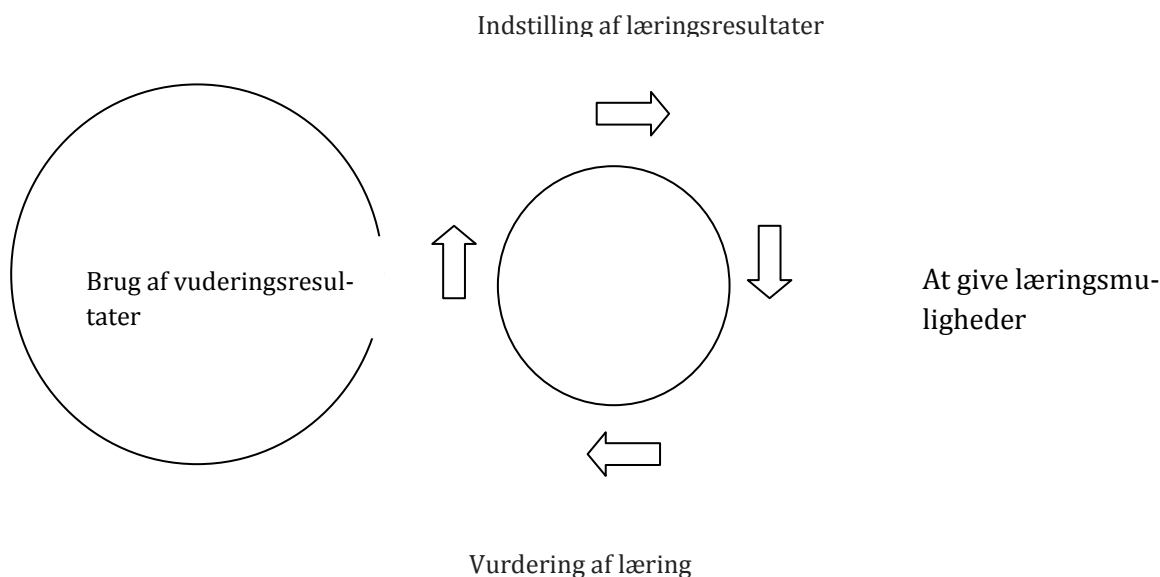 Indstilling af læringsresultater
Brug af vuderingsresul-
tater
At give læringsmu-
ligheder
Vurdering af læring